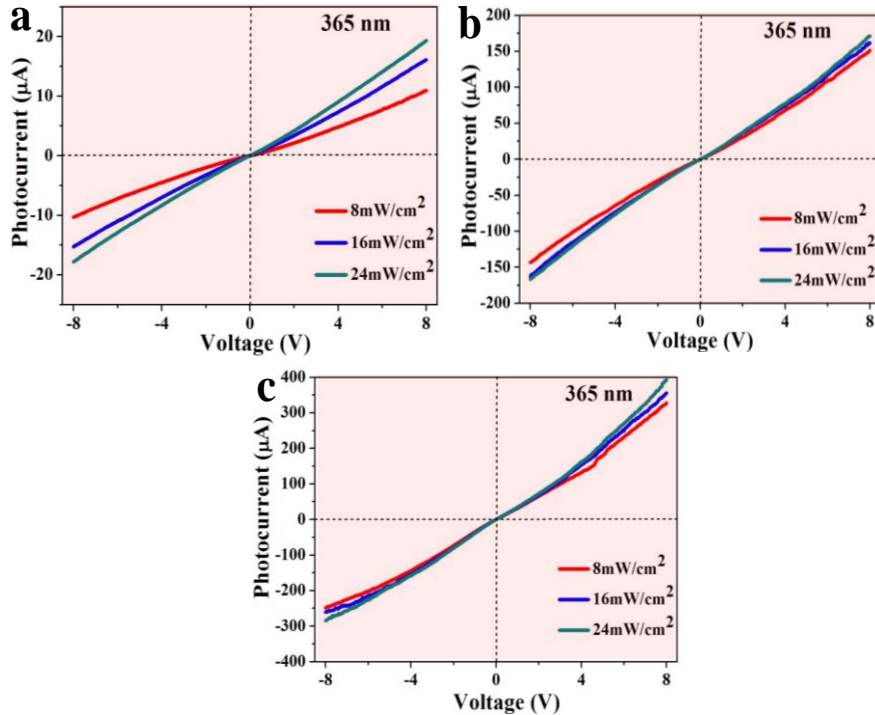 a
365 nm
Photocurrent (μA)
20
10
0
-10
-20
8mW/cm²
16mW/cm²
24mW/cm²
-8 -4 0 4 8
Voltage (V)
b
365 nm
Photocurrent (μA)
200
150
100
50
0
-50
-100
-150
-200
8mW/cm²
16mW/cm²
24mW/cm²
-8 -4 0 4 8
Voltage (V)
c
365 nm
Photocurrent (μA)
400
300
200
100
0
-100
-200
-300
-400
8mW/cm²
16mW/cm²
24mW/cm²
-8 -4 0 4 8
Voltage (V)